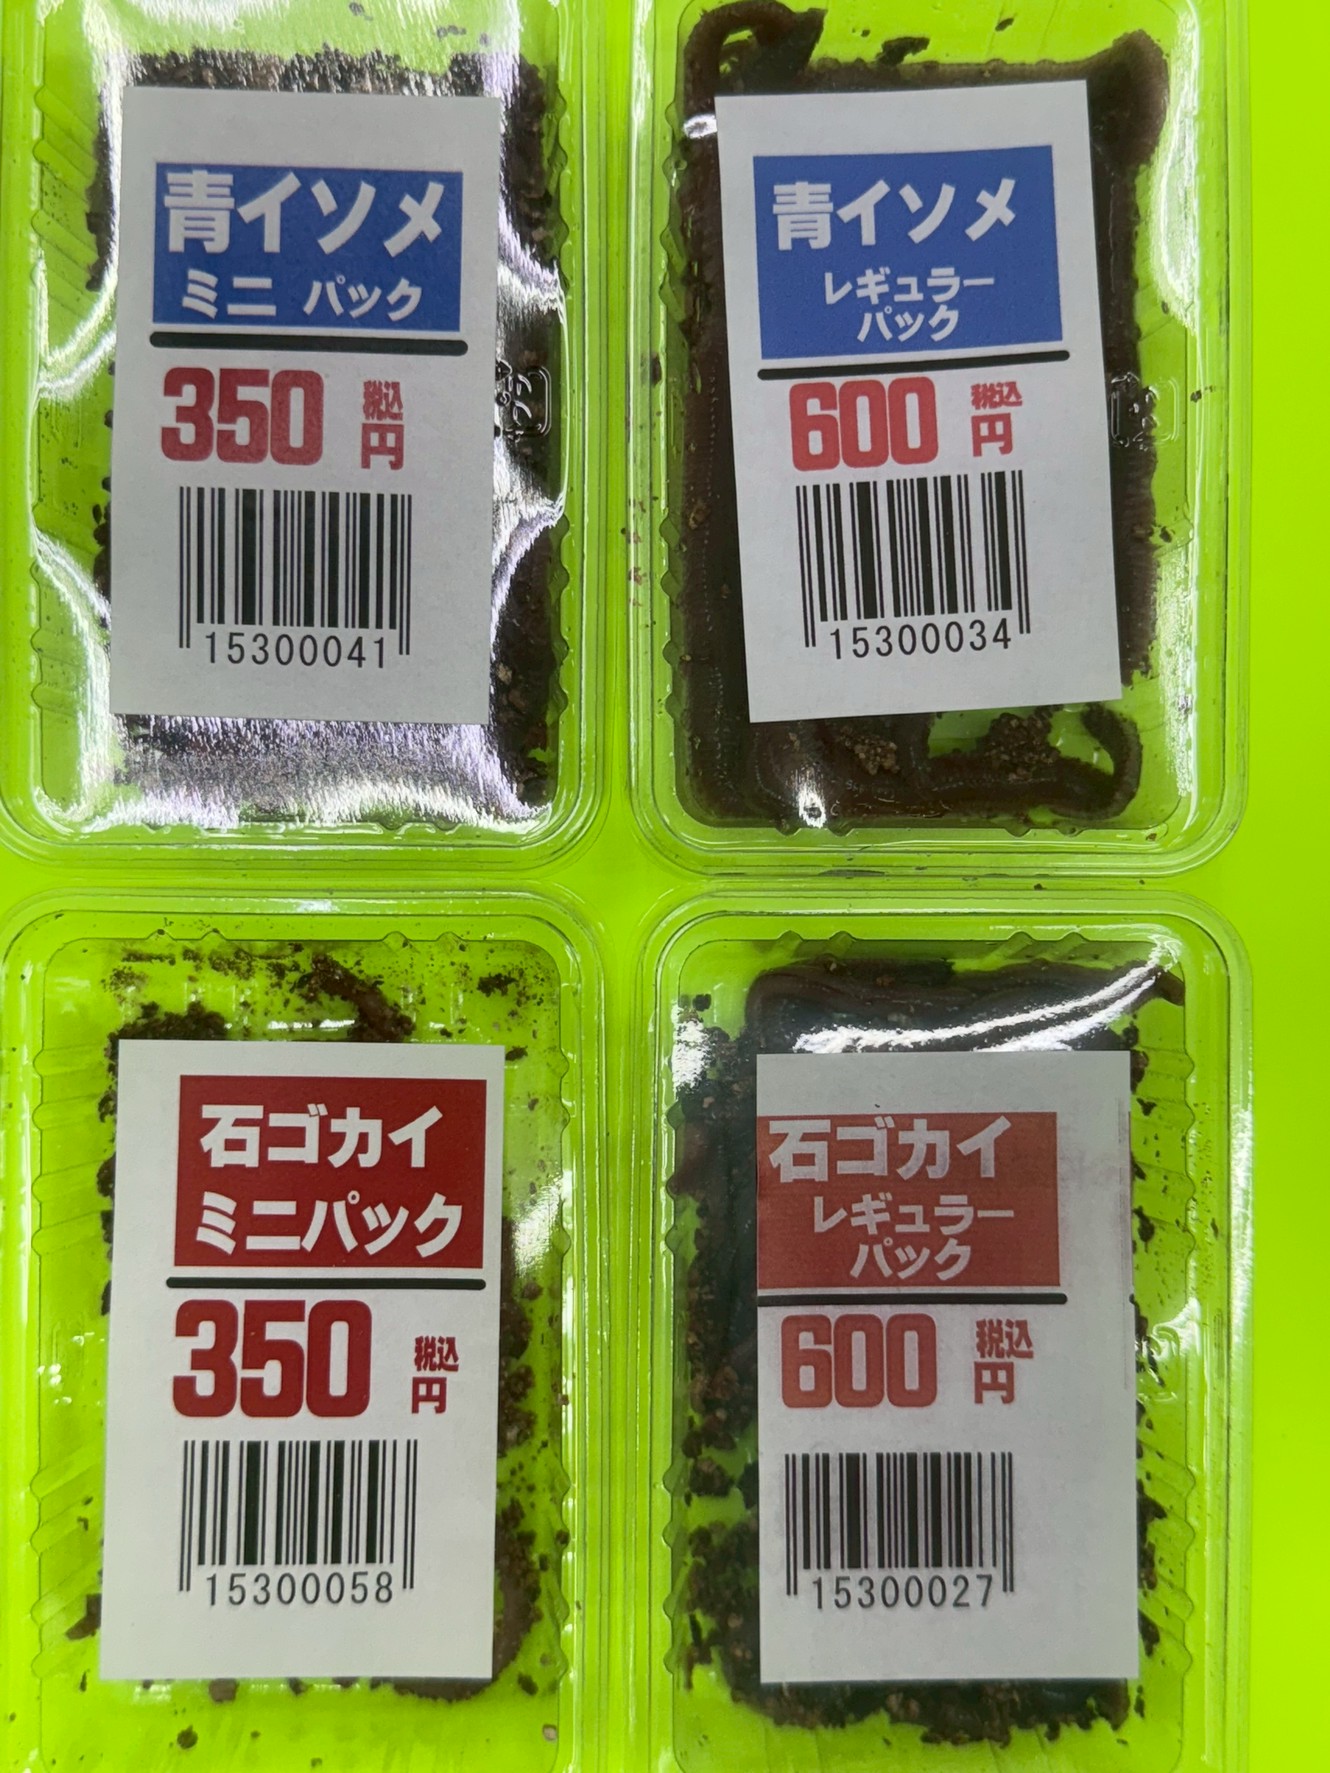 青イソメ
ミニ パック
350 税込
円
15300041
青イソメ
レギュラー
パック
600 税込
円
15300034
石ゴカイ
ミニパック
350 税込
円
15300058
石ゴカイ
レギュラー
パック
600 税込
円
15300027